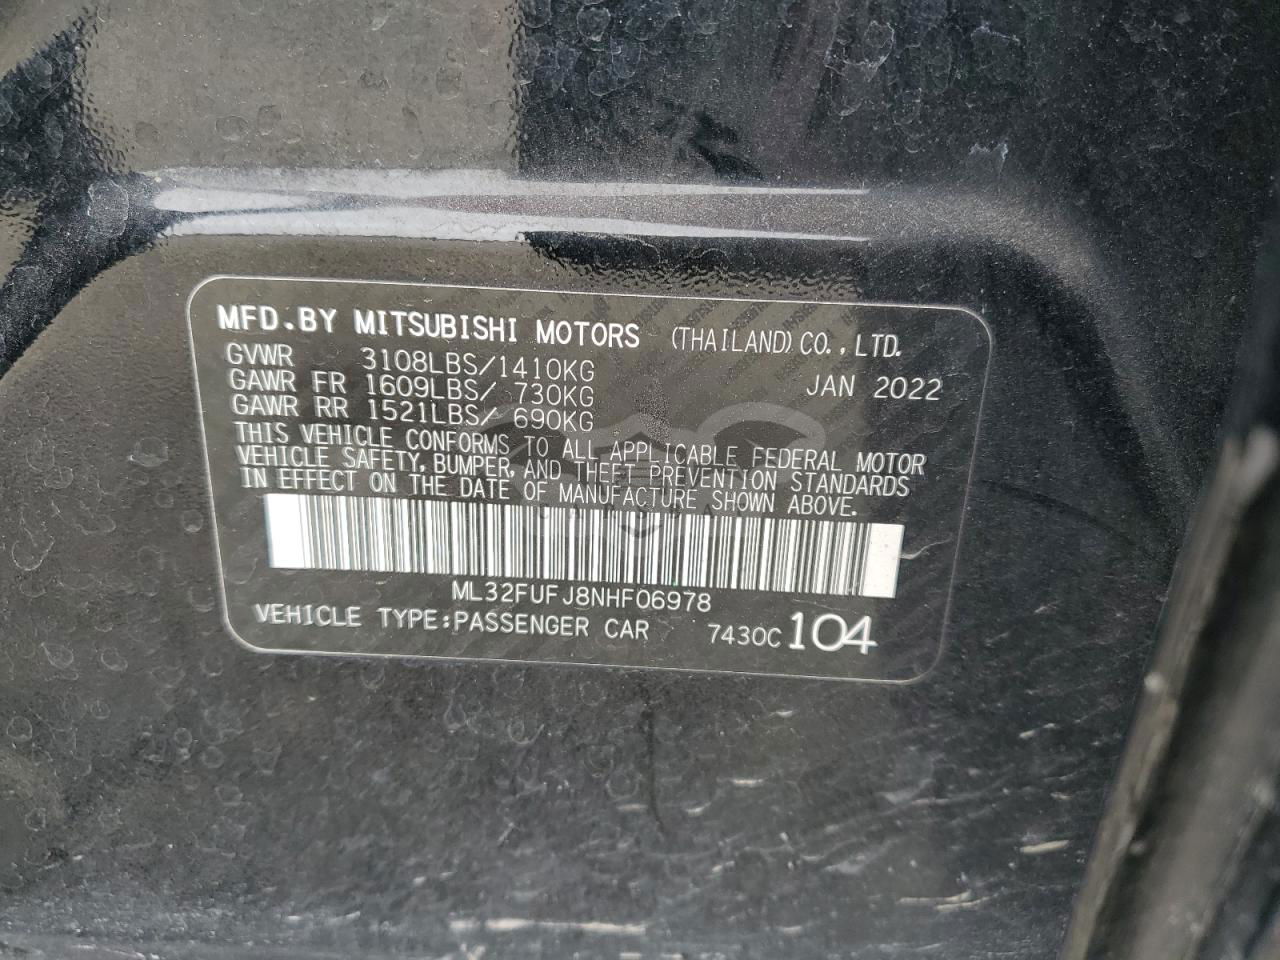 MFD.BY MITSUBISHI MOTORS (THAILAND) CO.,LTD.
GVWR 3108LBS/1410KG JAN 2022
GAWR FR 1609LBS/ 730KG
GAWR RR 1521LBS/ 690KG
THIS VEHICLE CONFORMS TO ALL APPLICABLE FEDERAL MOTOR
VEHICLE SAFETY, BUMPER, AND THEFT PREVENTION STANDARDS
IN EFFECT ON THE DATE OF MANUFACTURE SHOWN ABOVE.
ML32FUFJ8NHF06978
VEHICLE TYPE:PASSENGER CAR 7430C 104